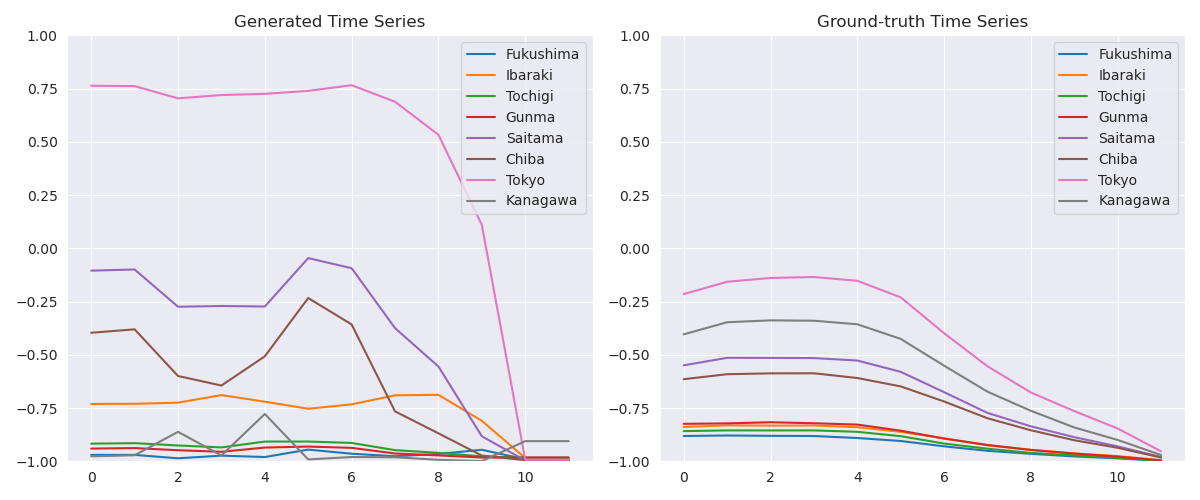 Generated Time Series
1.00
0.75
0.50
0.25
0.00
−0.25
−0.50
−0.75
−1.00
0 2 4 6 8 10
Fukushima
Ibaraki
Tochigi
Gunma
Saitama
Chiba
Tokyo
Kanagawa
Ground-truth Time Series
1.00
0.75
0.50
0.25
0.00
−0.25
−0.50
−0.75
−1.00
0 2 4 6 8 10
Fukushima
Ibaraki
Tochigi
Gunma
Saitama
Chiba
Tokyo
Kanagawa